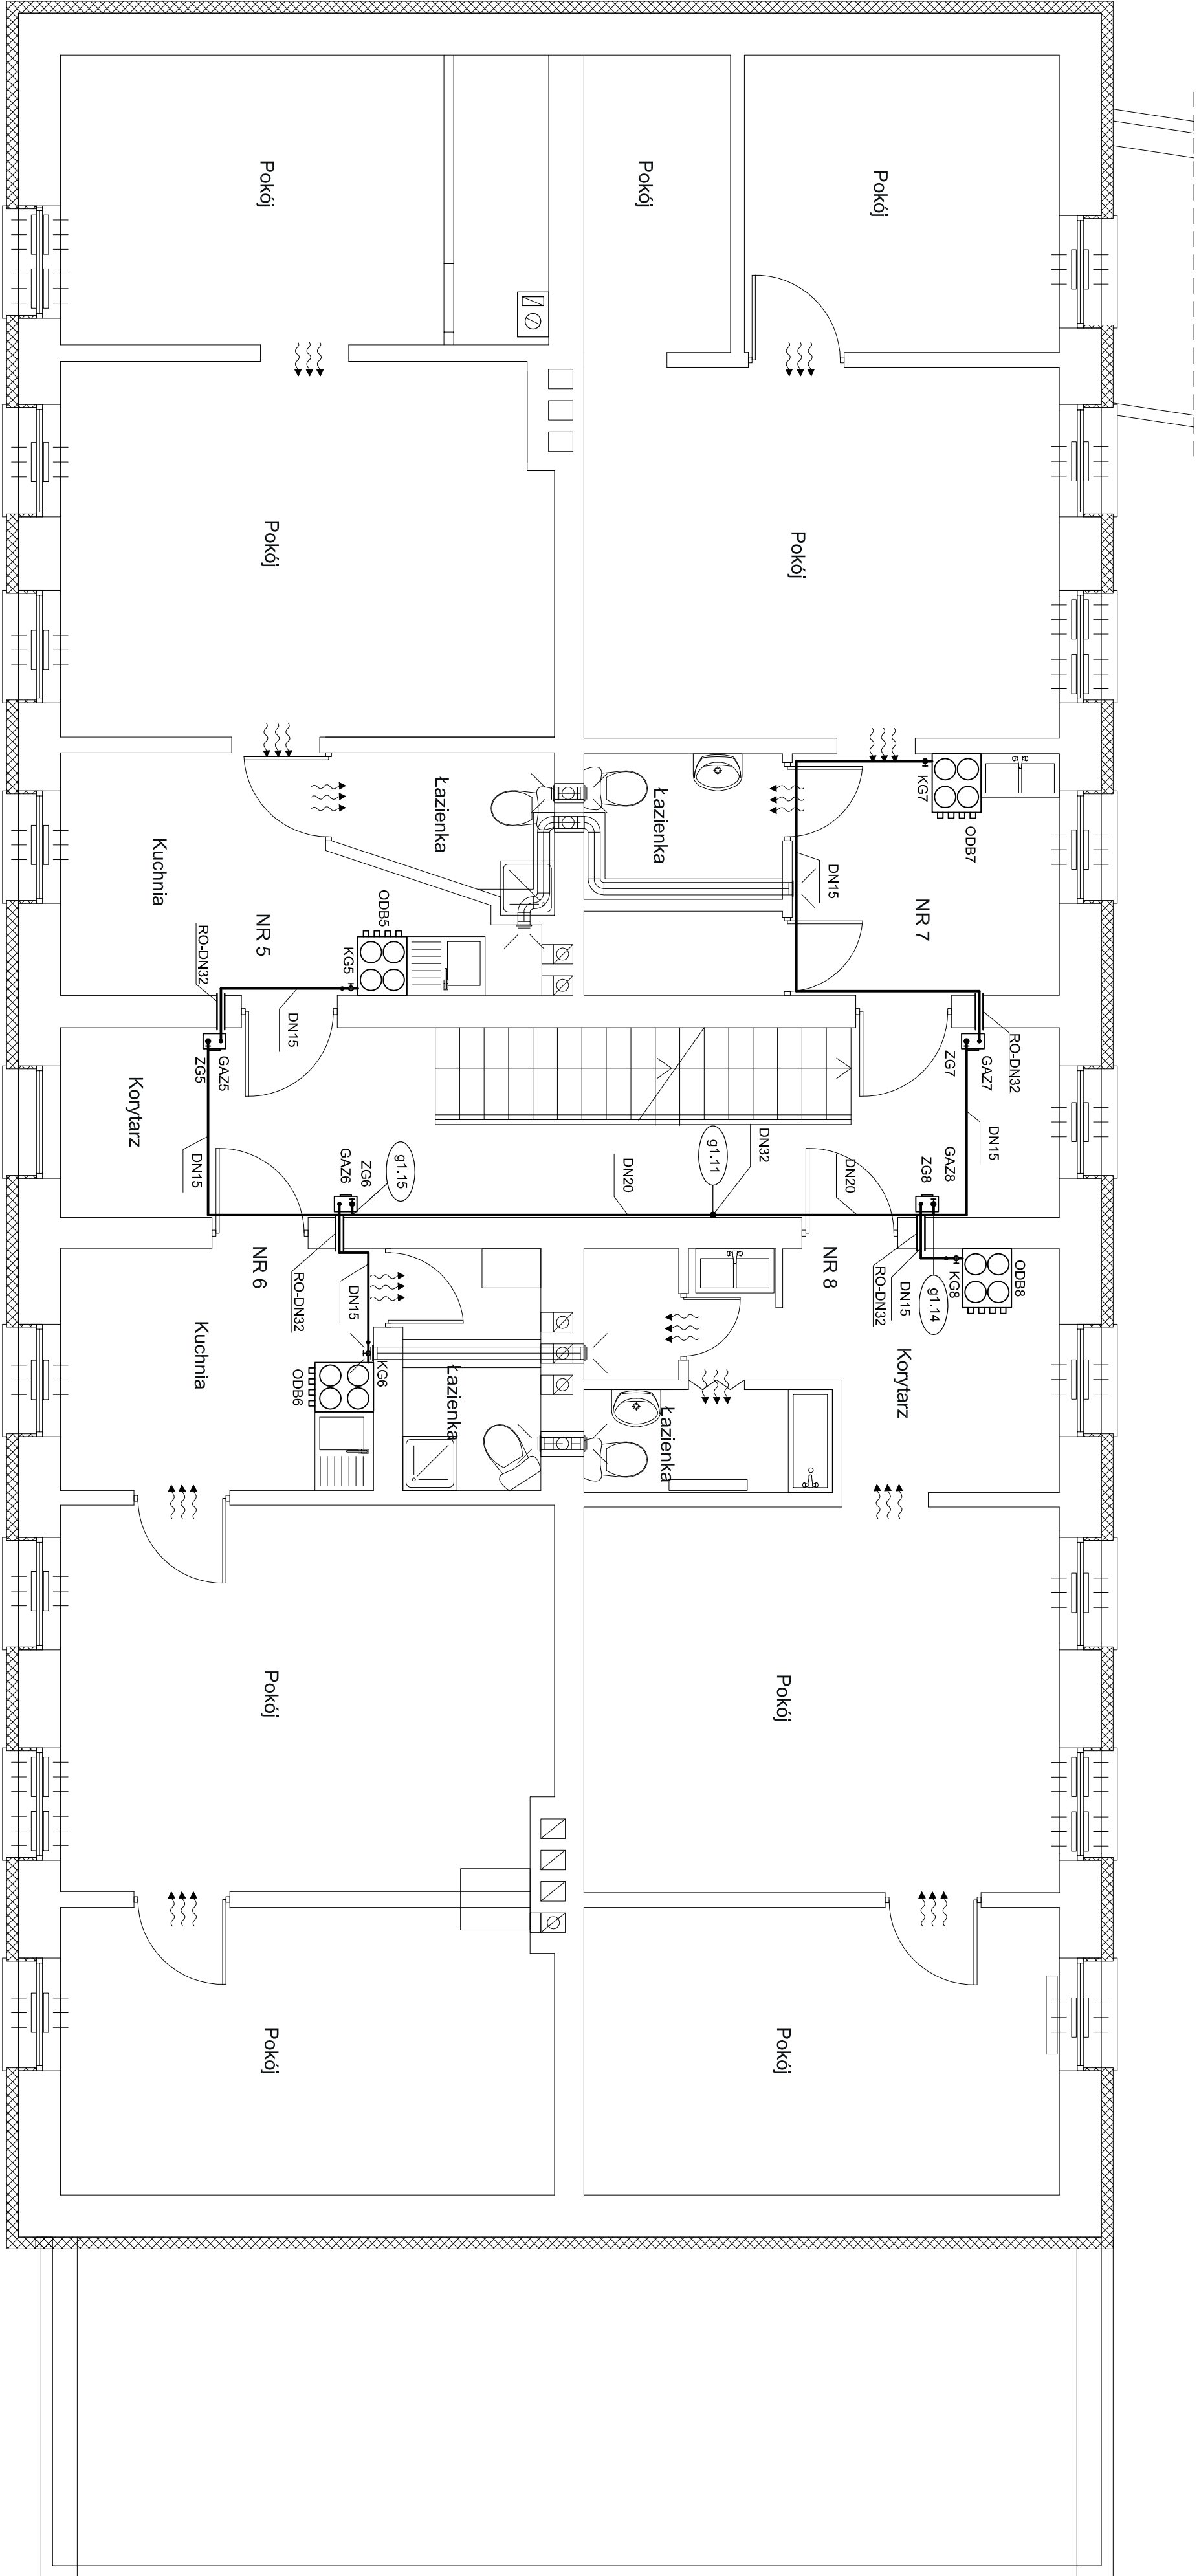 Pokój
Pokój
Pokój
Pokój
Pokój
KG7
ODB7
Łazienka
Łazienka
DN15
Kuchnia
ODB5
NR 7
NR 5
KG5
RO-DN32
DN15
RO-DN32
GAZ5
ZG5
GAZ7
ZG7
Korytarz
DN15
DN32
g1.11
DN15
g1.15
ZG6
GAZ6
DN20
DN20
GAZ8
ZG8
NR 6
RO-DN32
DN15
NR 8
KG8
ODB8
g1.14
DN15
RO-DN32
Kuchnia
KG6
ODB6
Łazienka
Łazienka
Korytarz
Pokój
Pokój
Pokój
Pokój